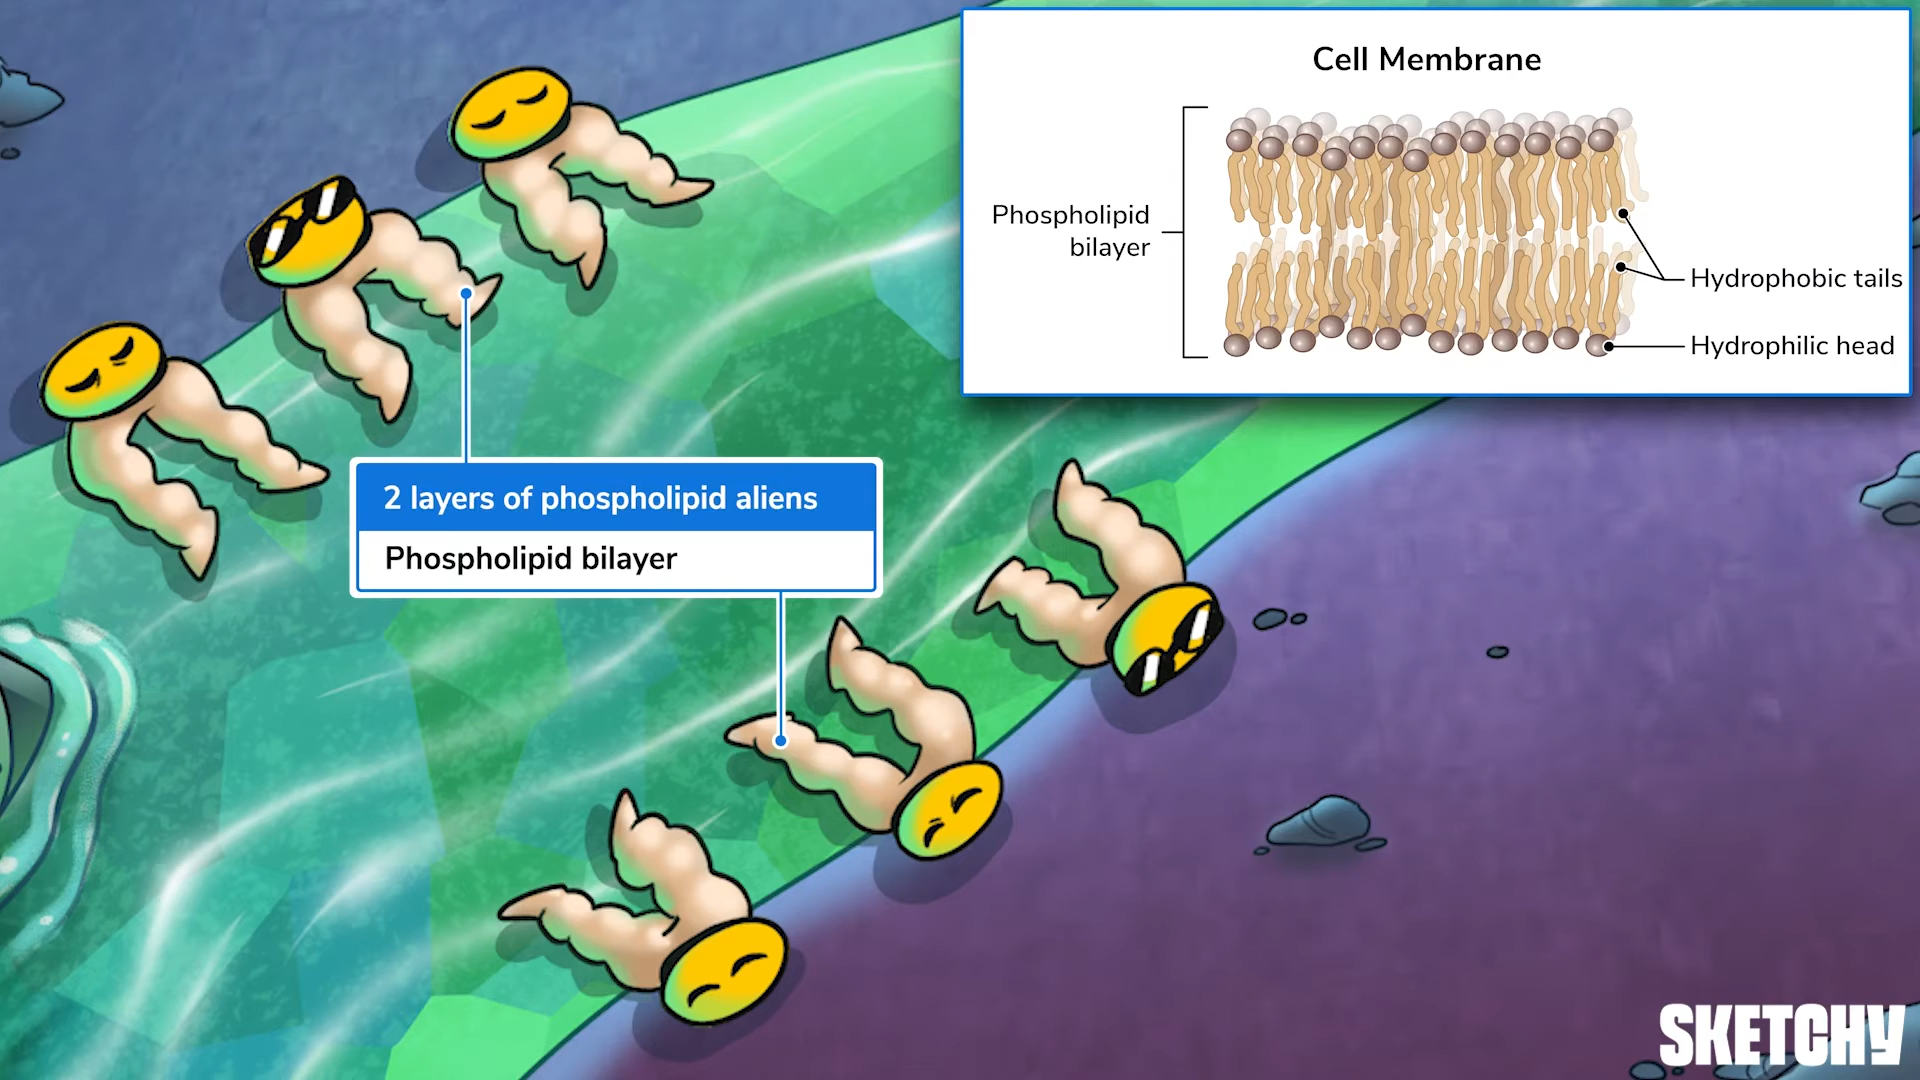 Cell Membrane
Phospholipid
bilayer
Hydrophobic tails
Hydrophilic head
2 layers of phospholipid aliens
Phospholipid bilayer
SKETCHY